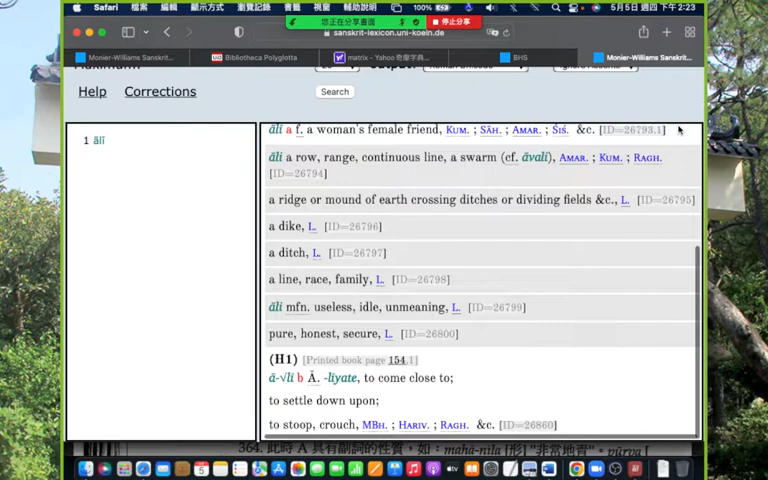 Safari 檔案 編輯 顯示方式 瀏覽記錄 書籤 視窗 輔助說明 100% 5月5日 週四 下午 2:23
您正在分享畫面 停止分享
sanskrit-lexicon.uni-koeln.de
Monier-Williams Sanskrit... Bibliotheca Polyglotta matrix - Yahoo奇摩字典... BHS Monier-Williams Sanskrit...
Help Corrections Search
1 ālī
āli a f. a woman's female friend, KUM. ; SĀH. ; AMAR. ; ŚIŚ. &c. [ID=26793.1]
āli a row, range, continuous line, a swarm (cf. āvalī), AMAR. ; KUM. ; RAGH.
[ID=26794]
a ridge or mound of earth crossing ditches or dividing fields &c., L. [ID=26795]
a dike, L. [ID=26796]
a ditch, L. [ID=26797]
a line, race, family, L. [ID=26798]
āli mfn. useless, idle, unmeaning, L. [ID=26799]
pure, honest, secure, L. [ID=26800]
(H1) [Printed book page 154,1]
ā-√lī b Ā. -līyate, to come close to;
to settle down upon;
to stoop, crouch, MBH. ; HARIV. ; RAGH. &c. [ID=26860]
364. 此時 A 具有副詞的性質，如：mahā-nīla [形] "非常地青"。pūrva [